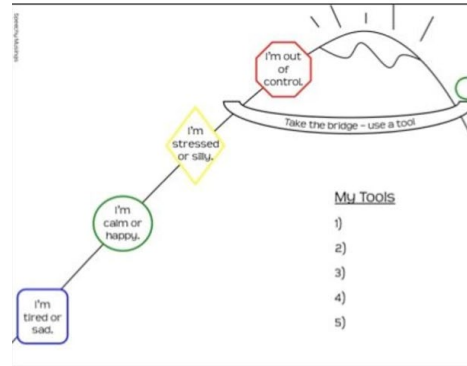 I'm out
of
control.
Take the bridge – use a tool
I'm
stressed
or silly.
I'm
calm or
happy.
I'm
tired or
sad.
My Tools
1)
2)
3)
4)
5)